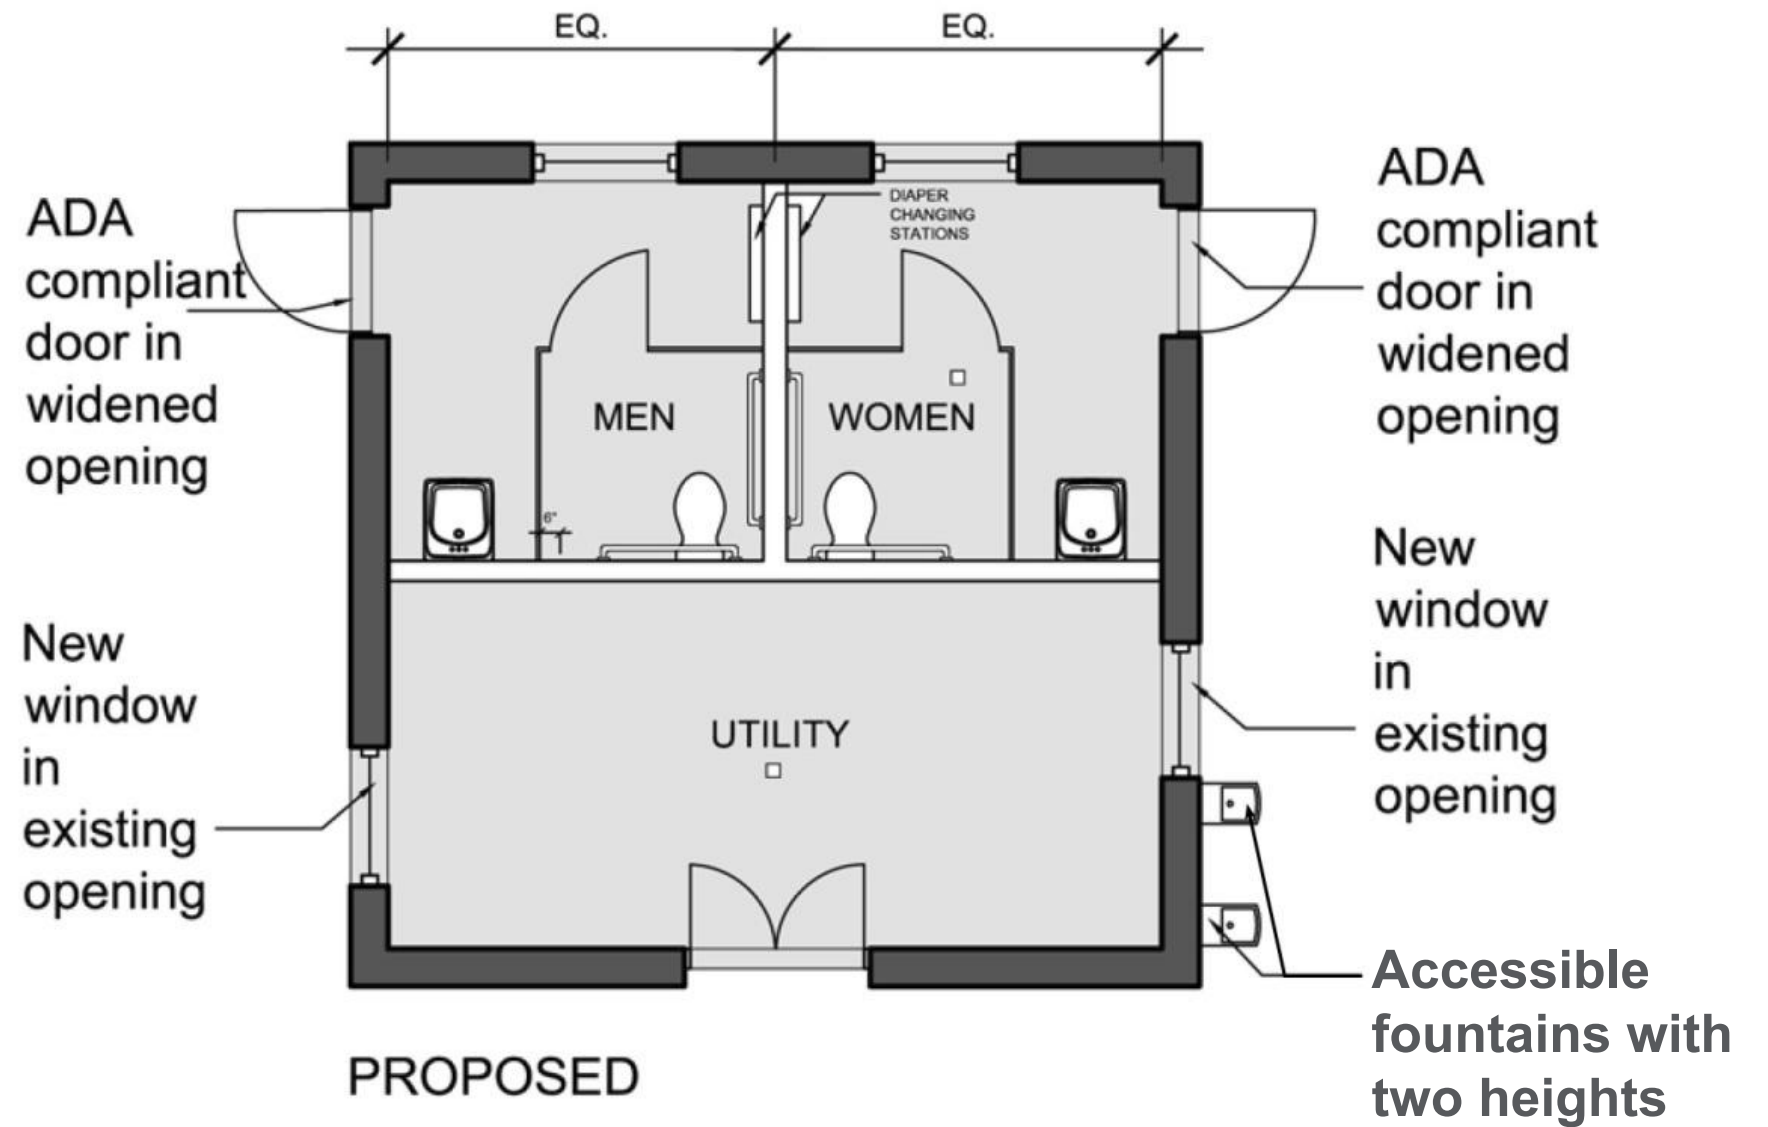 EQ.
EQ.
ADA
compliant
door in
widened
opening
ADA
compliant
door in
widened
opening
DIAPER
CHANGING
STATIONS
MEN
WOMEN
6"
New
window
in
existing
opening
New
window
in
existing
opening
UTILITY
Accessible
fountains with
two heights
PROPOSED